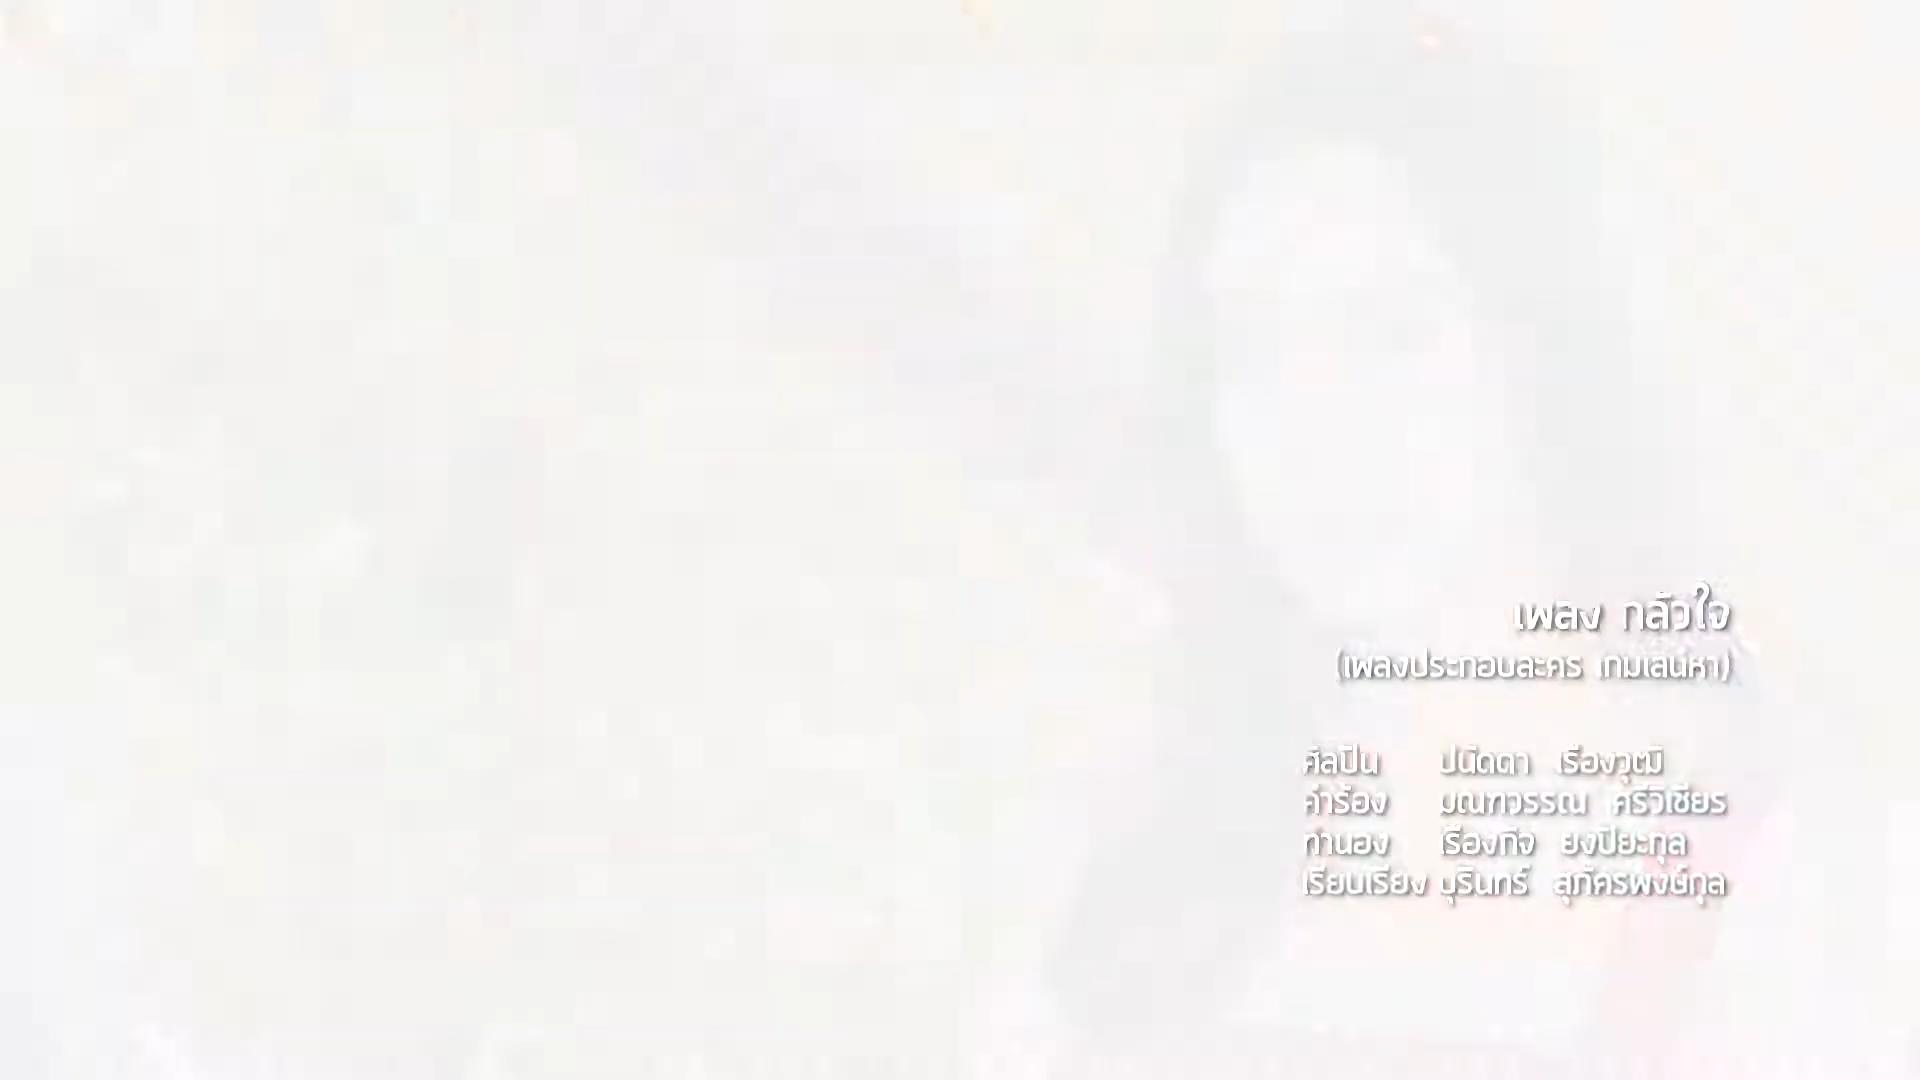 เพลง กลัวใจ
(เพลงประกอบละคร เกมเสน่หา)
ศิลปิน ปนัดดา เรืองวุฒิ
คำร้อง มณฑวรรณ ศรีวิเชียร
ทำนอง เรืองกิจ ยงปิยะกุล
เรียบเรียง บุรินทร์ สุภัครพงษ์กุล